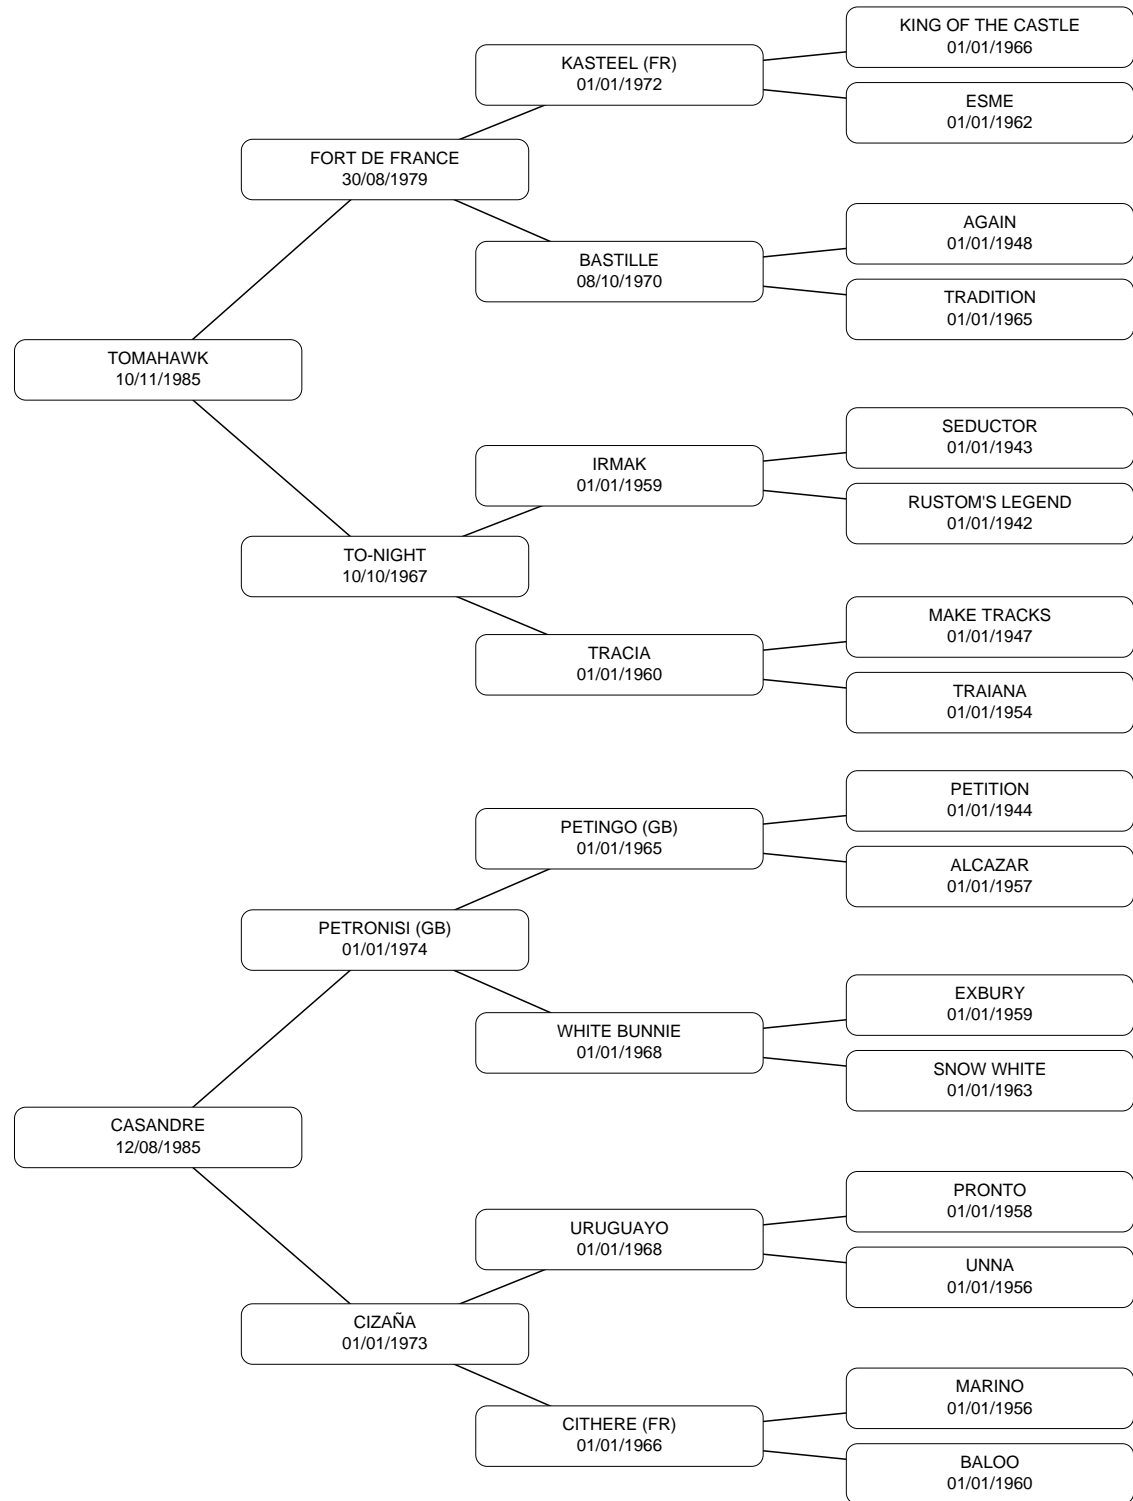 KING OF THE CASTLE
01/01/1966
KASTEEL (FR)
01/01/1972
ESME
01/01/1962
FORT DE FRANCE
30/08/1979
AGAIN
01/01/1948
BASTILLE
08/10/1970
TRADITION
01/01/1965
TOMAHAWK
10/11/1985
SEDUCTOR
01/01/1943
IRMAK
01/01/1959
RUSTOM'S LEGEND
01/01/1942
TO-NIGHT
10/10/1967
MAKE TRACKS
01/01/1947
TRACIA
01/01/1960
TRAIANA
01/01/1954
PETITION
01/01/1944
PETINGO (GB)
01/01/1965
ALCAZAR
01/01/1957
PETRONISI (GB)
01/01/1974
EXBURY
01/01/1959
WHITE BUNNIE
01/01/1968
SNOW WHITE
01/01/1963
CASANDRE
12/08/1985
PRONTO
01/01/1958
URUGUAYO
01/01/1968
UNNA
01/01/1956
CIZAÑA
01/01/1973
MARINO
01/01/1956
CITHERE (FR)
01/01/1966
BALOO
01/01/1960